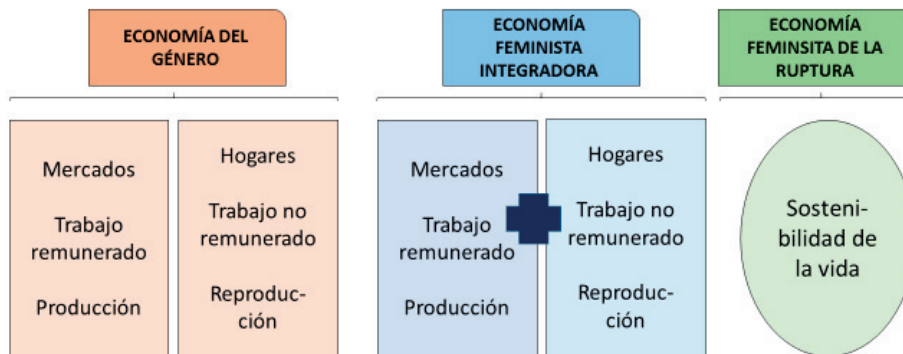 ECONOMÍA DEL
GÉNERO
Mercados
Trabajo
remunerado
Producción
Hogares
Trabajo no
remunerado
Reproduc-
ción
ECONOMÍA
FEMINISTA
INTEGRADORA
Mercados
Trabajo
remunerado
Producción
Hogares
Trabajo no
remunerado
Reproduc-
ción
ECONOMÍA
FEMINSITA DE LA
RUPTURA
Sosteni-
bilidad de
la vida